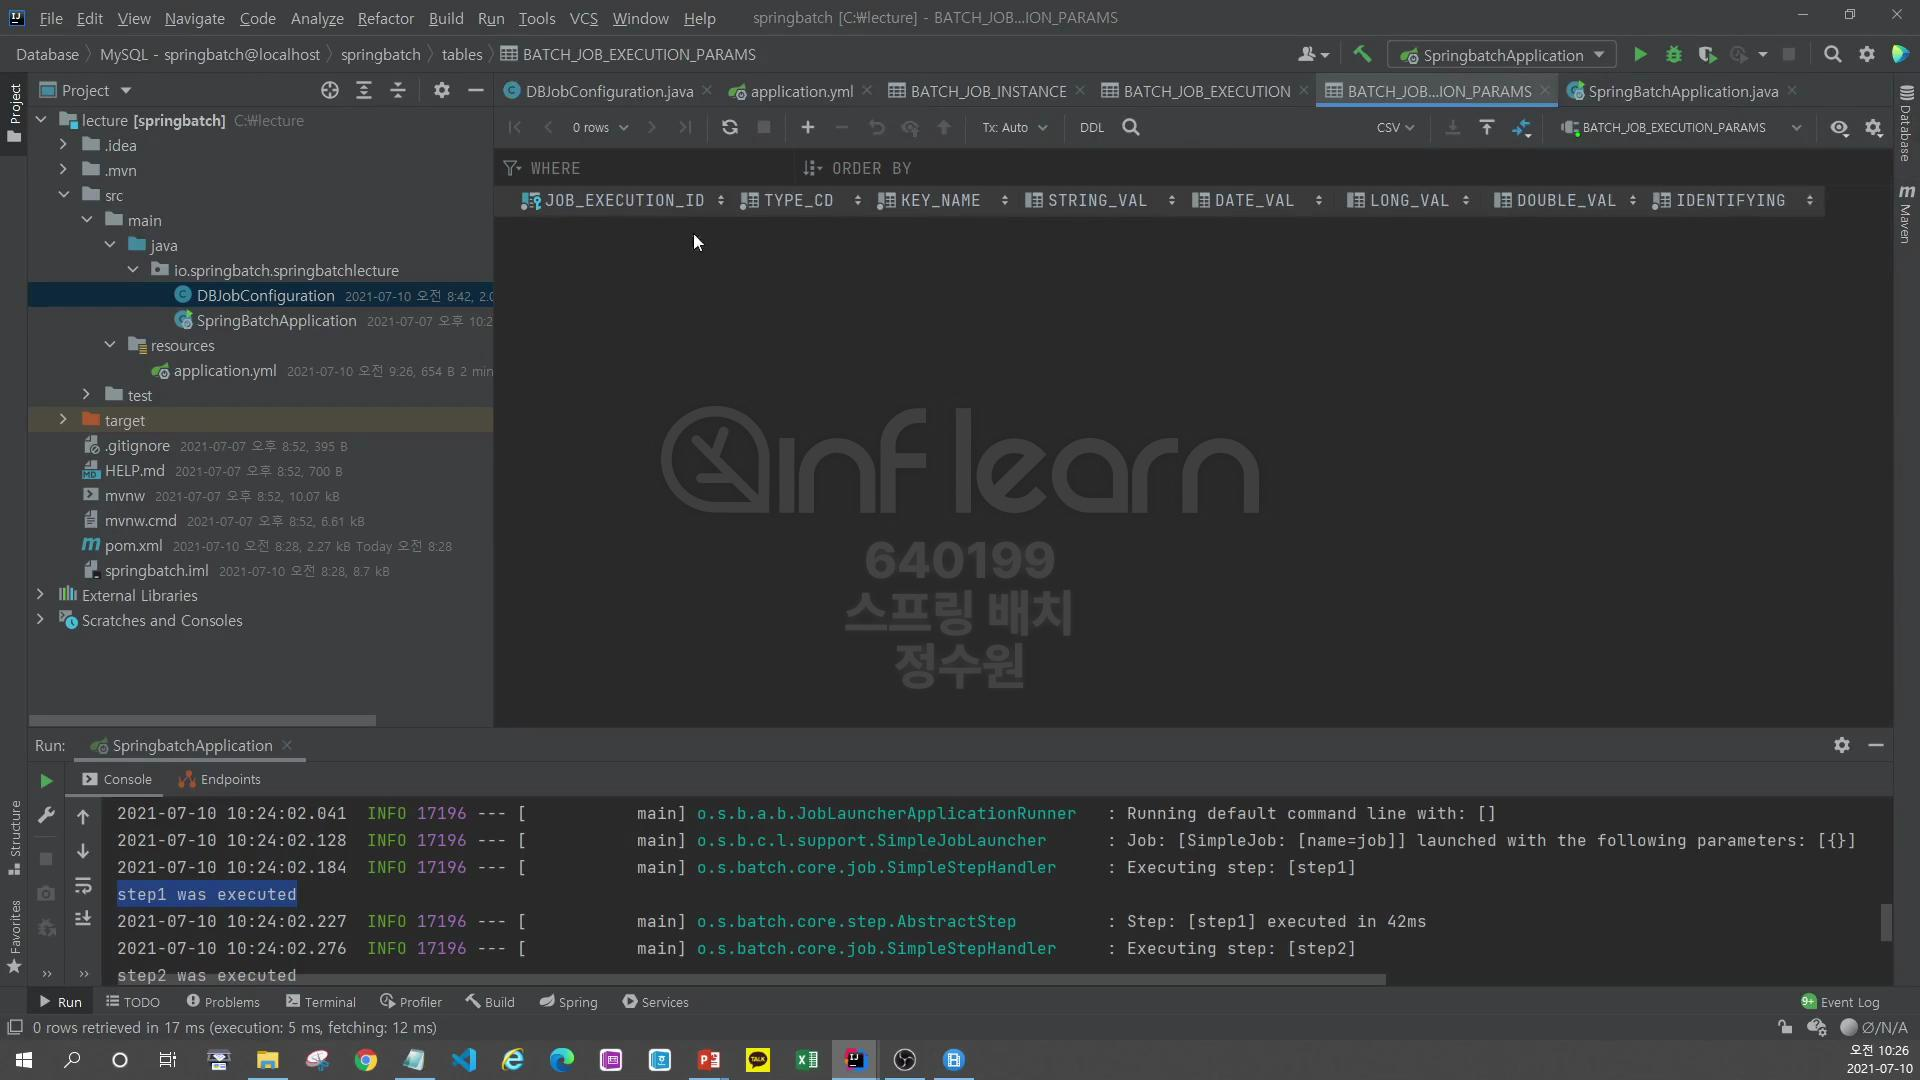 File Edit View Navigate Code Analyze Refactor Build Run Tools VCS Window Help springbatch [C:₩lecture] - BATCH_JOB...ION_PARAMS
Database MySQL - springbatch@localhost springbatch tables BATCH_JOB_EXECUTION_PARAMS SpringbatchApplication
Project
DBJobConfiguration.java application.yml BATCH_JOB_INSTANCE BATCH_JOB_EXECUTION BATCH_JOB...ION_PARAMS SpringBatchApplication.java
0 rows Tx: Auto DDL CSV BATCH_JOB_EXECUTION_PARAMS
WHERE ORDER BY
JOB_EXECUTION_ID TYPE_CD KEY_NAME STRING_VAL DATE_VAL LONG_VAL DOUBLE_VAL IDENTIFYING
lecture [springbatch] C:₩lecture
.idea
.mvn
src
main
java
io.springbatch.springbatchlecture
DBJobConfiguration 2021-07-10 오전 8:42, 2.0
SpringBatchApplication 2021-07-07 오후 10:2
resources
application.yml 2021-07-10 오전 9:26, 654 B 2 min
test
target
.gitignore 2021-07-07 오후 8:52, 395 B
HELP.md 2021-07-07 오후 8:52, 700 B
mvnw 2021-07-07 오후 8:52, 10.07 kB
mvnw.cmd 2021-07-07 오후 8:52, 6.61 kB
pom.xml 2021-07-10 오전 8:28, 2.27 kB Today 오전 8:28
springbatch.iml 2021-07-10 오전 8:28, 8.7 kB
External Libraries
Scratches and Consoles
inflearn
640199
스프링 배치
정수원
Project
Structure
Favorites
Database
Maven
Run: SpringbatchApplication
Console Endpoints
2021-07-10 10:24:02.041 INFO 17196 --- [ main] o.s.b.a.b.JobLauncherApplicationRunner : Running default command line with: []
2021-07-10 10:24:02.128 INFO 17196 --- [ main] o.s.b.c.l.support.SimpleJobLauncher : Job: [SimpleJob: [name=job]] launched with the following parameters: [{}]
2021-07-10 10:24:02.184 INFO 17196 --- [ main] o.s.batch.core.job.SimpleStepHandler : Executing step: [step1]
step1 was executed
2021-07-10 10:24:02.227 INFO 17196 --- [ main] o.s.batch.core.step.AbstractStep : Step: [step1] executed in 42ms
2021-07-10 10:24:02.276 INFO 17196 --- [ main] o.s.batch.core.job.SimpleStepHandler : Executing step: [step2]
step2 was executed
Run TODO Problems Terminal Profiler Build Spring Services 9+ Event Log
0 rows retrieved in 17 ms (execution: 5 ms, fetching: 12 ms) ∅/N/A
오전 10:26
2021-07-10